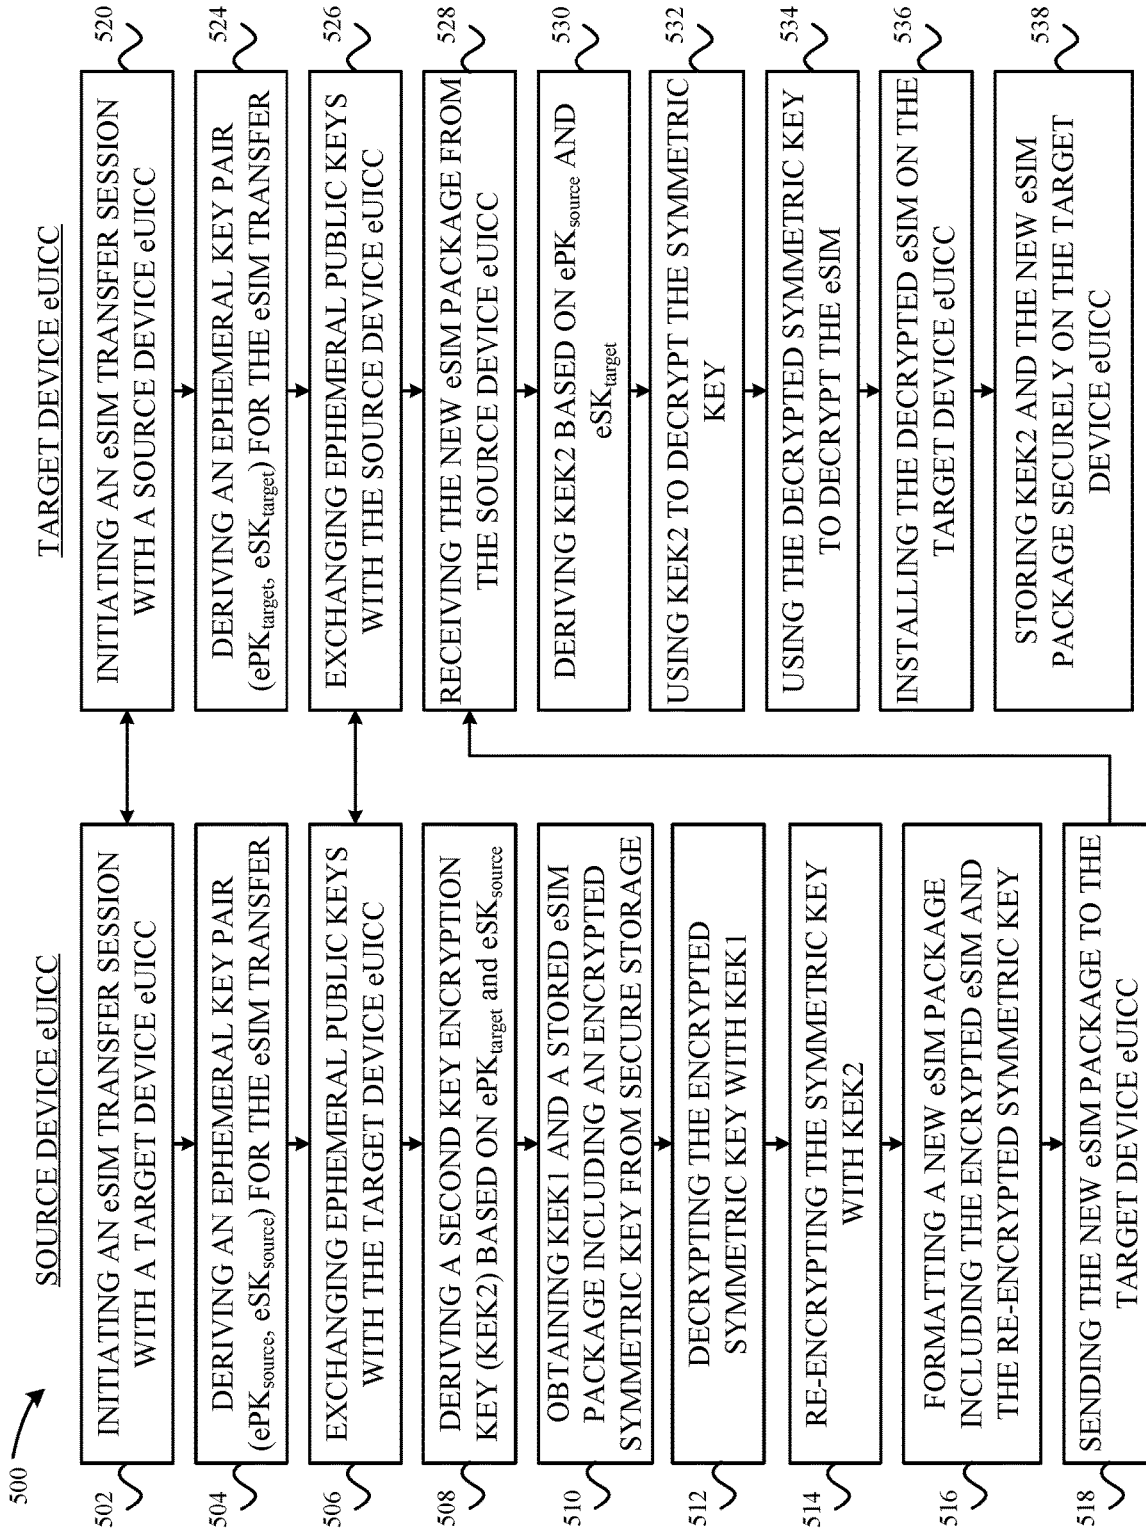 500
SOURCE DEVICE eUICC
502
INITIATING AN eSIM TRANSFER SESSION
WITH A TARGET DEVICE eUICC
504
DERIVING AN EPHEMERAL KEY PAIR
(ePKsource, eSKsource) FOR THE eSIM TRANSFER
506
EXCHANGING EPHEMERAL PUBLIC KEYS
WITH THE TARGET DEVICE eUICC
508
DERIVING A SECOND KEY ENCRYPTION
KEY (KEK2) BASED ON ePKtarget and eSKsource
510
OBTAINING KEK1 AND A STORED eSIM
PACKAGE INCLUDING AN ENCRYPTED
SYMMETRIC KEY FROM SECURE STORAGE
512
DECRYPTING THE ENCRYPTED
SYMMETRIC KEY WITH KEK1
514
RE-ENCRYPTING THE SYMMETRIC KEY
WITH KEK2
516
FORMATTING A NEW eSIM PACKAGE
INCLUDING THE ENCRYPTED eSIM AND
THE RE-ENCRYPTED SYMMETRIC KEY
518
SENDING THE NEW eSIM PACKAGE TO THE
TARGET DEVICE eUICC
TARGET DEVICE eUICC
INITIATING AN eSIM TRANSFER SESSION
WITH A SOURCE DEVICE eUICC
520
DERIVING AN EPHEMERAL KEY PAIR
(ePKtarget, eSKtarget) FOR THE eSIM TRANSFER
524
EXCHANGING EPHEMERAL PUBLIC KEYS
WITH THE SOURCE DEVICE eUICC
526
RECEIVING THE NEW eSIM PACKAGE FROM
THE SOURCE DEVICE eUICC
528
DERIVING KEK2 BASED ON ePKsource AND
eSKtarget
530
USING KEK2 TO DECRYPT THE SYMMETRIC
KEY
532
USING THE DECRYPTED SYMMETRIC KEY
TO DECRYPT THE eSIM
534
INSTALLING THE DECRYPTED eSIM ON THE
TARGET DEVICE eUICC
536
STORING KEK2 AND THE NEW eSIM
PACKAGE SECURELY ON THE TARGET
DEVICE eUICC
538